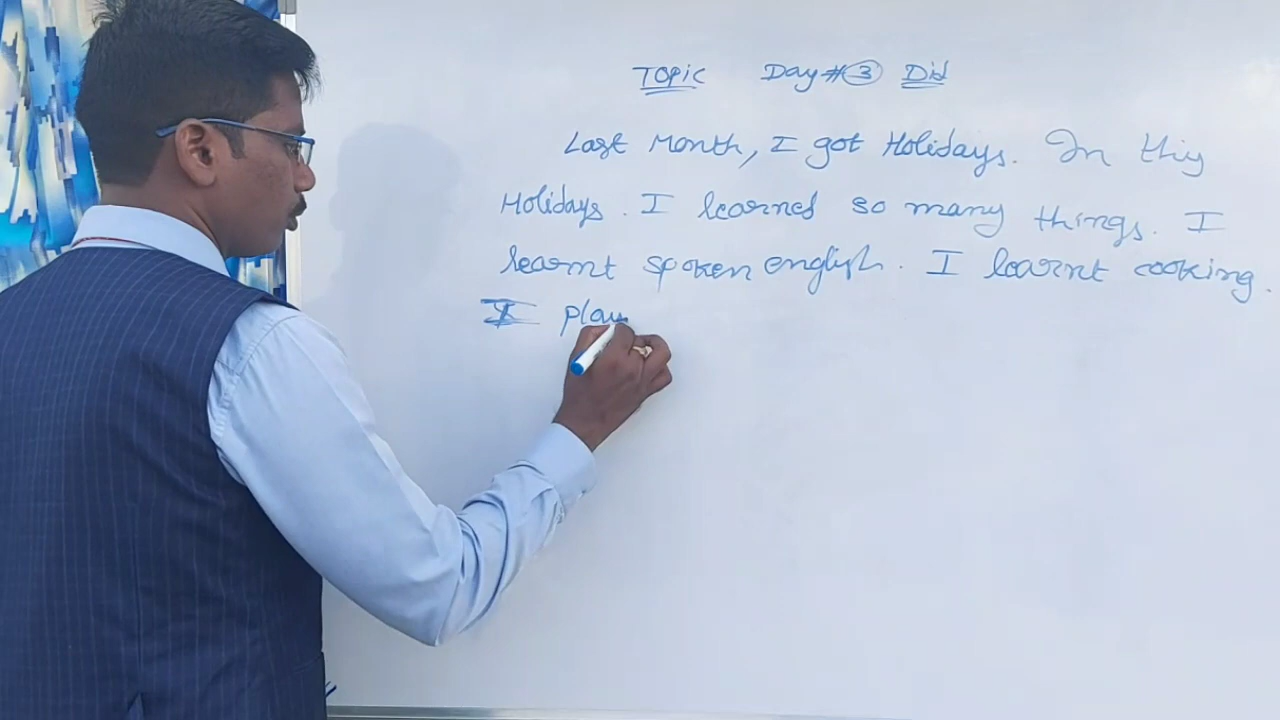 TOPIC Day #3 Did
Last Month, I got Holidays. In this
Holidays. I learned so many things. I
learnt spoken english. I learnt cooking.
I play